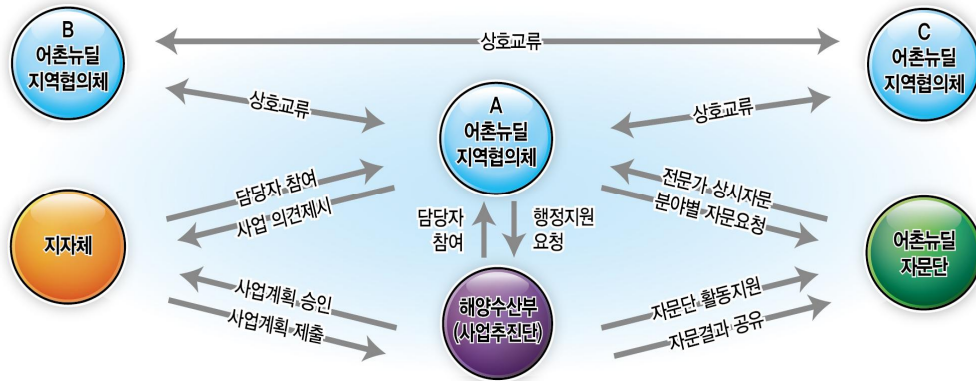 B
어촌뉴딜
지역협의체
상호교류
C
어촌뉴딜
지역협의체
상호교류
A
어촌뉴딜
지역협의체
상호교류
담당자 참여
사업 의견제시
전문가 상시자문
분야별 자문요청
지자체
담당자
참여
행정지원
요청
어촌뉴딜
자문단
사업계획 승인
사업계획 제출
해양수산부
(사업추진단)
자문단 활동지원
자문결과 공유